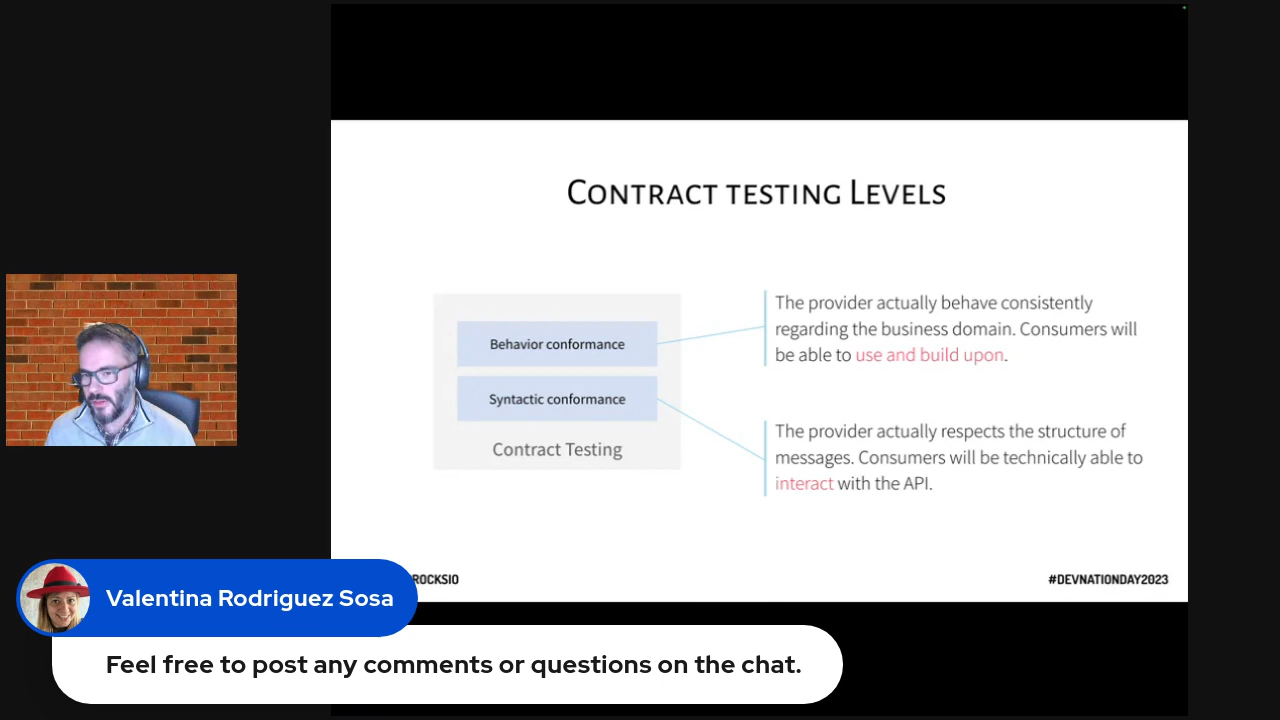 Contract testing Levels
Behavior conformance
Syntactic conformance
Contract Testing
The provider actually behave consistently
regarding the business domain. Consumers will
be able to use and build upon.
The provider actually respects the structure of
messages. Consumers will be technically able to
interact with the API.
ROCKSIO
#DEVNATIONDAY2023
Valentina Rodriguez Sosa
Feel free to post any comments or questions on the chat.